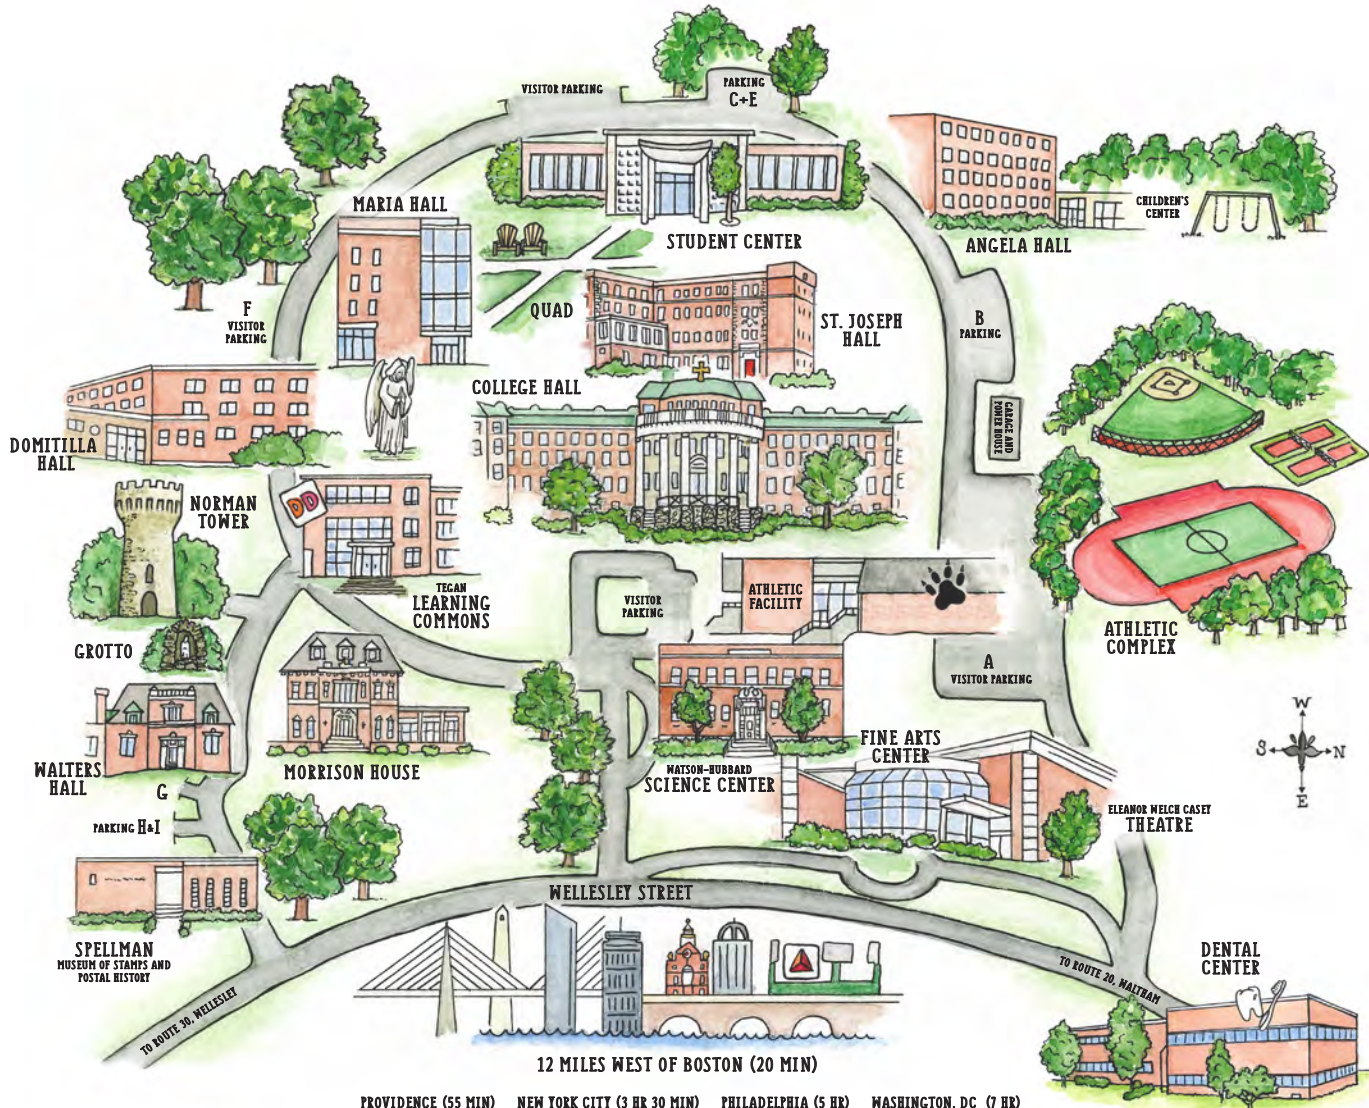 VISITOR PARKING
PARKING
C+E
MARIA HALL
STUDENT CENTER
CHILDREN'S
CENTER
ANGELA HALL
F
VISITOR
PARKING
QUAD
ST. JOSEPH
HALL
B
PARKING
COLLEGE HALL
GARAGE AND
POWER HOUSE
DOMITILLA
HALL
NORMAN
TOWER
DD
TEGAN
LEARNING
COMMONS
VISITOR
PARKING
ATHLETIC
FACILITY
GROTTO
ATHLETIC
COMPLEX
A
VISITOR PARKING
W
S
N
E
WALTERS
HALL
MORRISON HOUSE
WATSON-HUBBARD
SCIENCE CENTER
FINE ARTS
CENTER
G
PARKING H&I
ELEANOR WELCH CASEY
THEATRE
WELLESLEY STREET
SPELLMAN
MUSEUM OF STAMPS AND
POSTAL HISTORY
TO ROUTE 30, WELLESLEY
TO ROUTE 20, WALTHAM
DENTAL
CENTER
12 MILES WEST OF BOSTON (20 MIN)
PROVIDENCE (55 MIN) NEW YORK CITY (3 HR 30 MIN) PHILADELPHIA (5 HR) WASHINGTON, DC (7 HR)